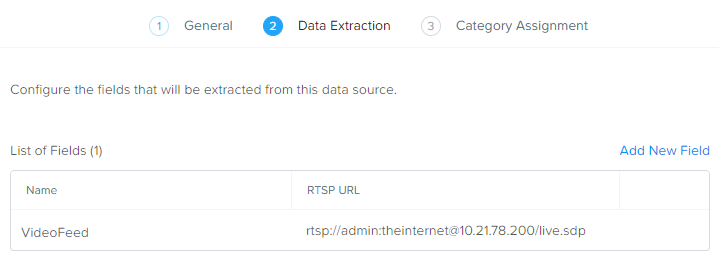 1 General 2 Data Extraction 3 Category Assignment
Configure the fields that will be extracted from this data source.
List of Fields (1) Add New Field
Name RTSP URL
VideoFeed rtsp://admin:theinternet@10.21.78.200/live.sdp